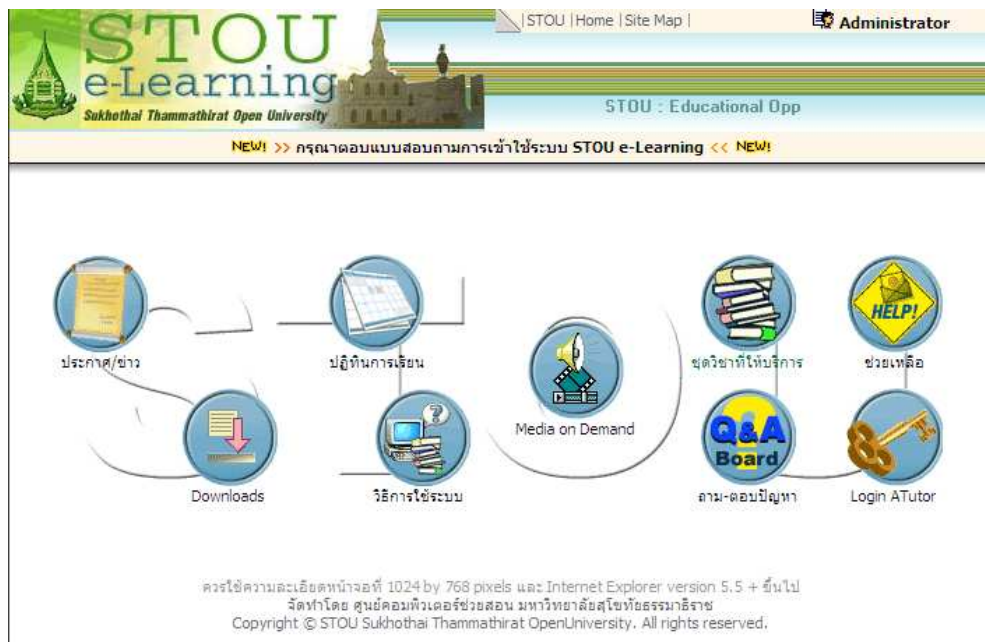 STOU
e-Learning
Sukhothai Thammathirat Open University
| STOU | Home | Site Map |
Administrator
STOU : Educational Opp
NEW! >> กรุณาตอบแบบสอบถามการเข้าใช้ระบบ STOU e-Learning << NEW!
ประกาศ/ข่าว
ปฏิทินการเรียน
Media on Demand
ชุดวิชาที่ให้บริการ
HELP!
ช่วยเหลือ
Downloads
วิธีการใช้ระบบ
Q&A
Board
ถาม-ตอบปัญหา
Login ATutor
ควรใช้ความละเอียดหน้าจอที่ 1024 by 768 pixels และ Internet Explorer version 5.5 + ขึ้นไป
จัดทำโดย ศูนย์คอมพิวเตอร์ช่วยสอน มหาวิทยาลัยสุโขทัยธรรมาธิราช
Copyright © STOU Sukhothai Thammathirat OpenUniversity. All rights reserved.